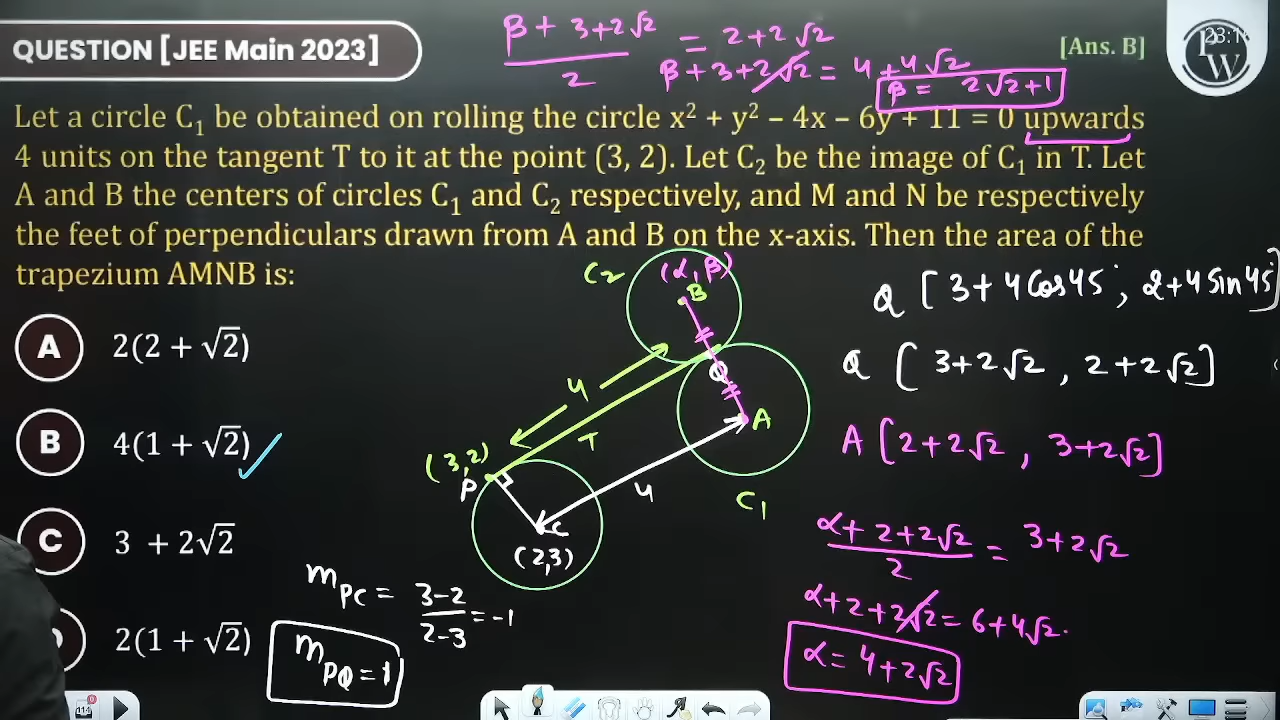 β + 3+2√2 / 2 = 2+2√2
QUESTION [JEE Main 2023]
[Ans. B]
β+3+2√2 = 4+4√2
β = 2√2+1
Let a circle C₁ be obtained on rolling the circle x² + y² − 4x − 6y + 11 = 0 upwards
4 units on the tangent T to it at the point (3, 2). Let C₂ be the image of C₁ in T. Let
A and B the centers of circles C₁ and C₂ respectively, and M and N be respectively
the feet of perpendiculars drawn from A and B on the x-axis. Then the area of the
trapezium AMNB is:
A 2(2 + √2)
B 4(1 + √2)
C 3 + 2√2
2(1 + √2)
C₂
(α, β)
B
Q
A
C₁
4
T
(3,2)
P
4
C
(2,3)
m_PC = 3−2 / 2−3 = −1
m_PQ = 1
Q [3+4cos45°, 2+4sin45°]
Q [3+2√2, 2+2√2]
A [2+2√2, 3+2√2]
α+2+2√2 / 2 = 3+2√2
α+2+2√2 = 6+4√2.
α = 4+2√2